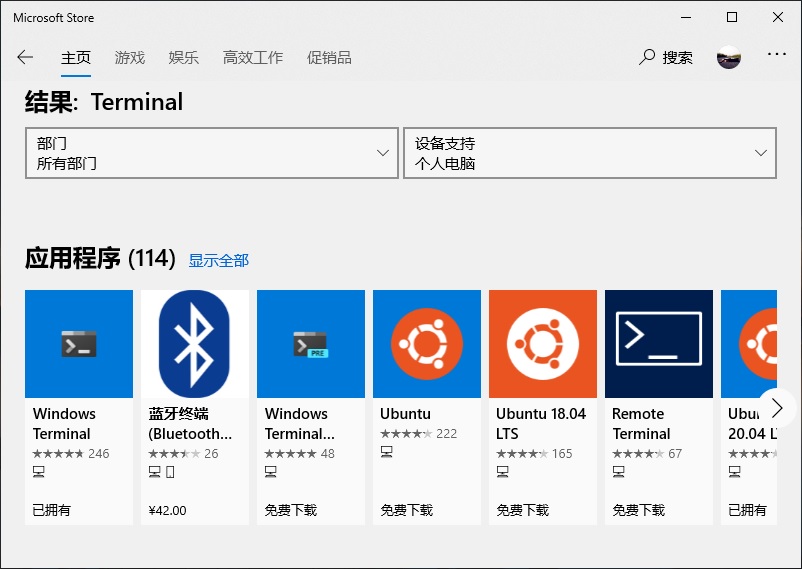 Microsoft Store
主页 游戏 娱乐 高效工作 促销品 搜索 ...
结果: Terminal
部门
所有部门
设备支持
个人电脑
应用程序 (114) 显示全部
PRE
Windows Terminal
246
已拥有
蓝牙终端 (Bluetooth...
26
¥42.00
Windows Terminal...
48
免费下载
Ubuntu
222
免费下载
Ubuntu 18.04 LTS
165
免费下载
Remote Terminal
67
免费下载
20.04
已拥有